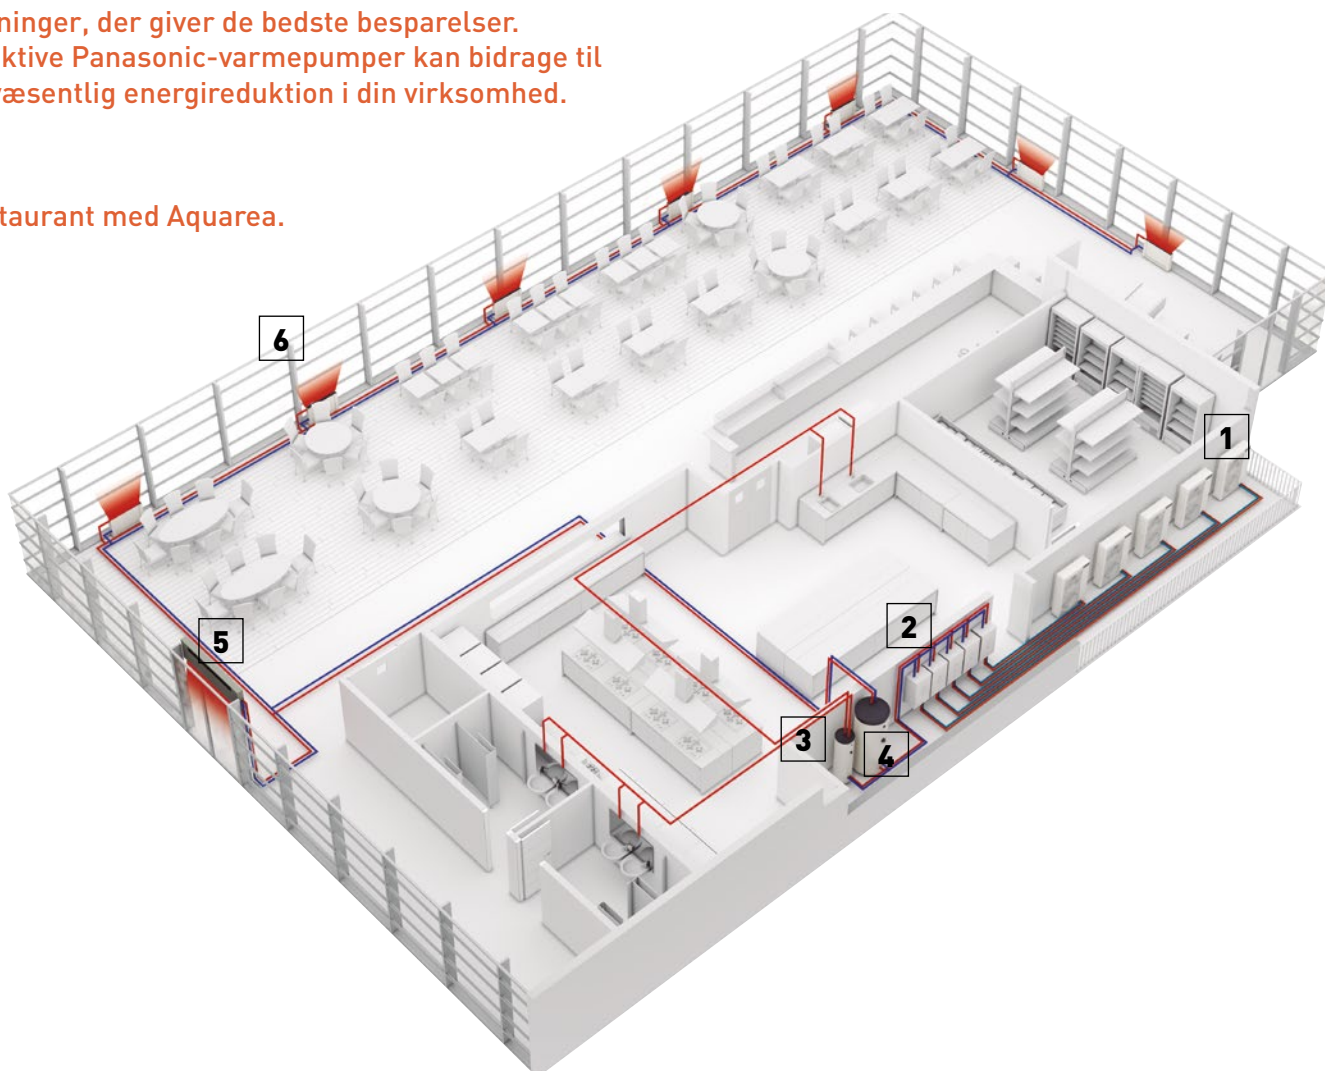 ninger, der giver de bedste besparelser.
ktive Panasonic-varmepumper kan bidrage til
væsentlig energireduktion i din virksomhed.
taurant med Aquarea.
6
1
5
2
3
4